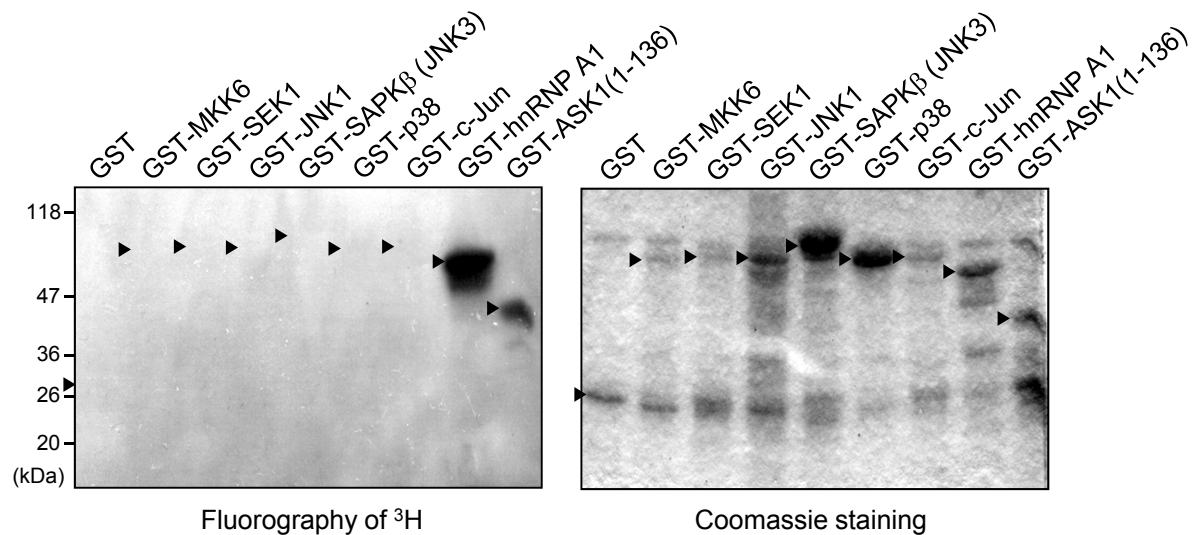 GST
GST-MKK6
GST-SEK1
GST-JNK1
GST-SAPKβ (JNK3)
GST-p38
GST-c-Jun
GST-hnRNP A1
GST-ASK1(1-136)
GST
GST-MKK6
GST-SEK1
GST-JNK1
GST-SAPKβ (JNK3)
GST-p38
GST-c-Jun
GST-hnRNP A1
GST-ASK1(1-136)
118
47
36
26
20
(kDa)
Fluorography of ³H
Coomassie staining